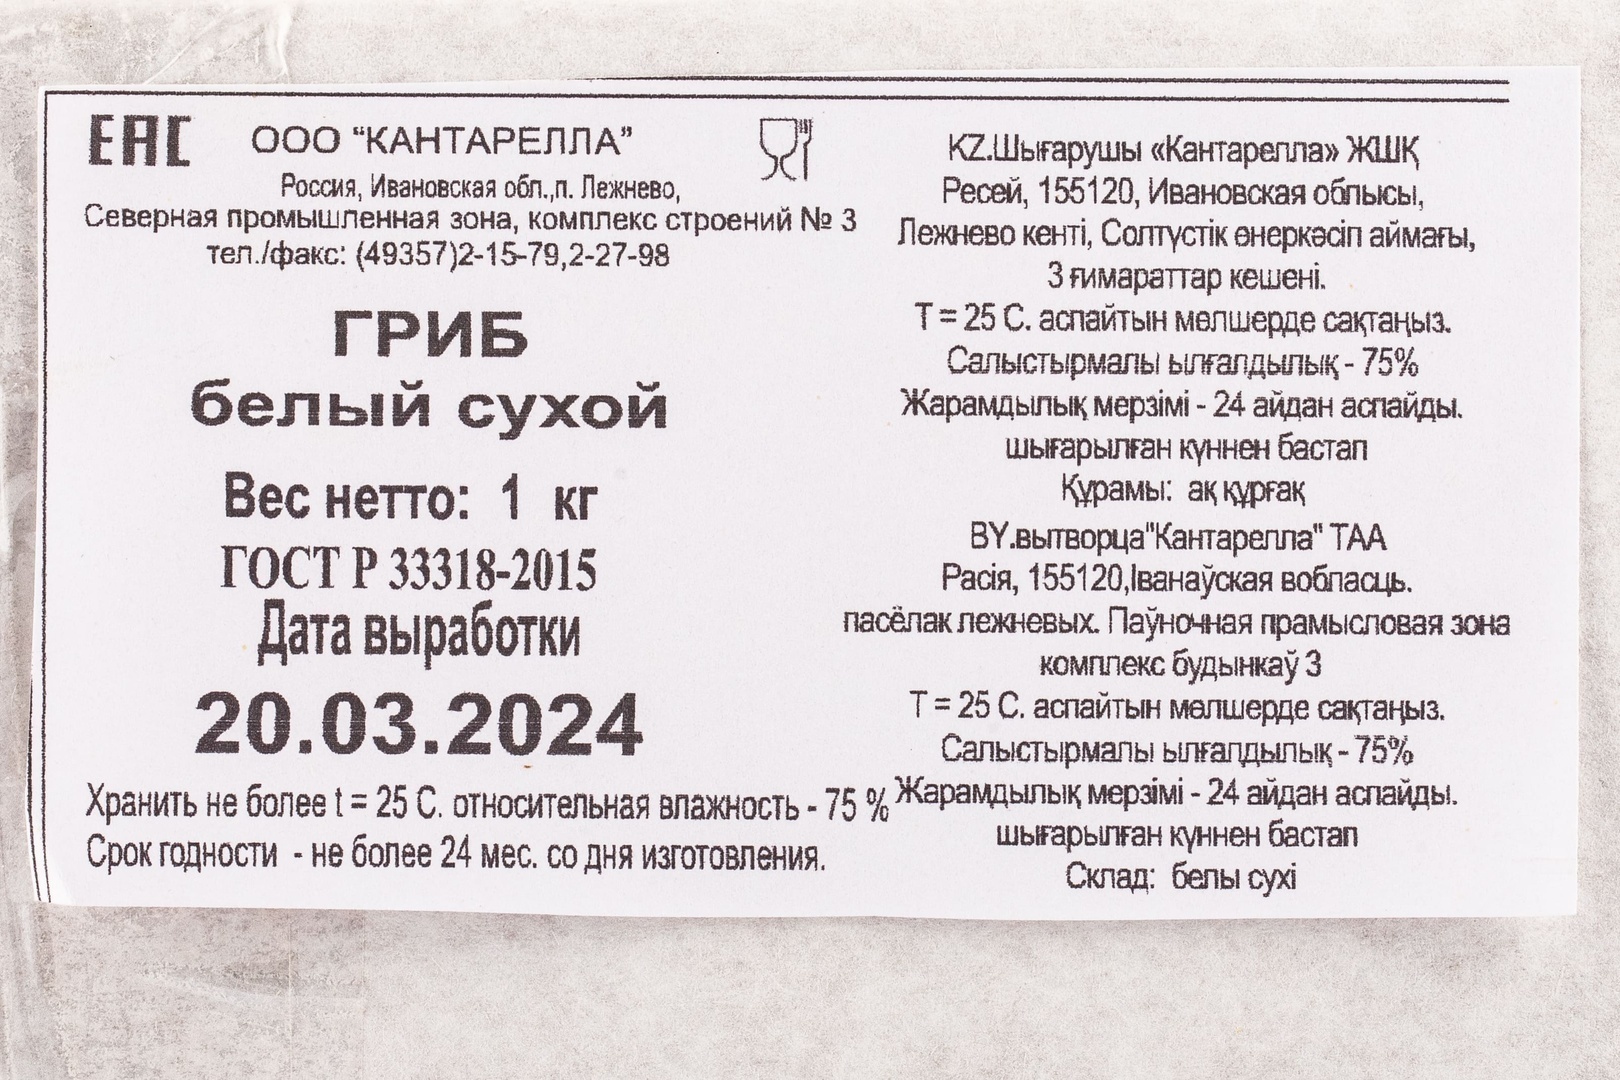 ЕАС
ООО “КАНТАРЕЛЛА”
Россия, Ивановская обл.,п. Лежнево,
Северная промышленная зона, комплекс строений № 3
тел./факс: (49357)2-15-79,2-27-98
ГРИБ
белый сухой
Вес нетто: 1 кг
ГОСТ Р 33318-2015
Дата выработки
20.03.2024
Хранить не более t = 25 С. относительная влажность - 75 %
Срок годности - не более 24 мес. со дня изготовления.
KZ.Шығарушы «Кантарелла» ЖШҚ
Ресей, 155120, Ивановская облысы,
Лежнево кенті, Солтүстік өнеркәсіп аймағы,
3 ғимараттар кешені.
T = 25 С. аспайтын мөлшерде сақтаңыз.
Салыстырмалы ылғалдылық - 75%
Жарамдылық мерзімі - 24 айдан аспайды.
шығарылған күннен бастап
Құрамы: ақ құрғақ
BY.вытворца"Кантарелла" ТАА
Расія, 155120,Іванаўская вобласць.
пасёлак лежневых. Паўночная прамысловая зона
комплекс будынкаў 3
T = 25 С. аспайтын мөлшерде сақтаңыз.
Салыстырмалы ылғалдылық - 75%
Жарамдылық мерзімі - 24 айдан аспайды.
шығарылған күннен бастап
Склад: белы сухі